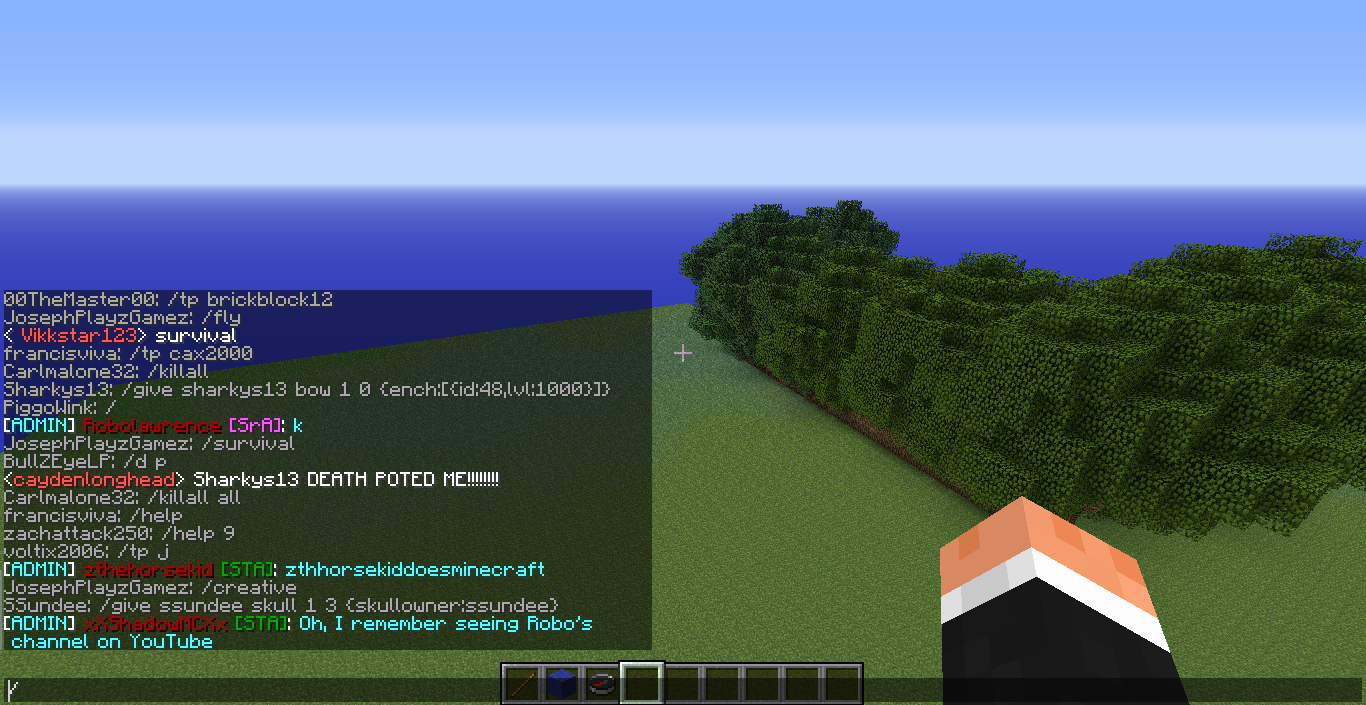 00TheMaster00: /tp brickblock12
JosephPlayzGamez: /fly
< Vikkstar123> survival
francisviva: /tp cax2000
Carlmalone32: /killall
Sharkys13: /give sharkys13 bow 1 0 {ench:[{id:48,lvl:1000}]}
PiggoWink: /
[ADMIN] Robolawrence [SrA]: k
JosephPlayzGamez: /survival
BullZEyeLP: /d p
<caydenlonghead> Sharkys13 DEATH POTED ME!!!!!!!!
Carlmalone32: /killall all
francisviva: /help
zachattack250: /help 9
voltix2006: /tp j
[ADMIN] zthehorsekid [STA]: zthhorsekiddoesminecraft
JosephPlayzGamez: /creative
SSundee: /give ssundee skull 1 3 {skullowner:ssundee}
[ADMIN] xXShadowMCXx [STA]: Oh, I remember seeing Robo's
channel on YouTube
/